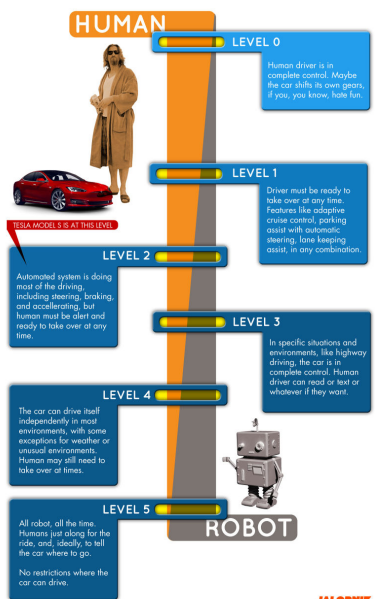 HUMAN
LEVEL 0
Human driver is in
complete control. Maybe
the car shifts its own gears,
if you, you know, hate fun.
LEVEL 1
Driver must be ready to
take over at any time.
Features like adaptive
cruise control, parking
assist with automatic
steering, lane keeping
assist, in any combination.
TESLA MODEL S IS AT THIS LEVEL
LEVEL 2
Automated system is doing
most of the driving,
including steering, braking,
and accellerating, but
human must be alert and
ready to take over at any
time.
LEVEL 3
In specific situations and
environments, like highway
driving, the car is in
complete control. Human
driver can read or text or
whatever if they want.
LEVEL 4
The car can drive itself
independently in most
environments, with some
exceptions for weather or
unusual environments.
Human may still need to
take over at times.
LEVEL 5
All robot, all the time.
Humans just along for the
ride, and, ideally, to tell
the car where to go.
No restrictions where the
car can drive.
ROBOT